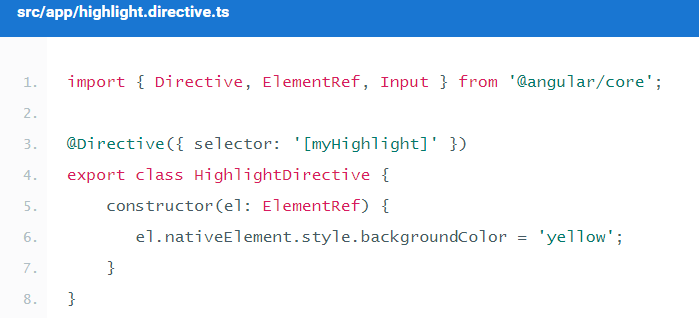 src/app/highlight.directive.ts
1. import { Directive, ElementRef, Input } from '@angular/core';
2.
3. @Directive({ selector: '[myHighlight]' })
4. export class HighlightDirective {
5.     constructor(el: ElementRef) {
6.        el.nativeElement.style.backgroundColor = 'yellow';
7.     }
8. }